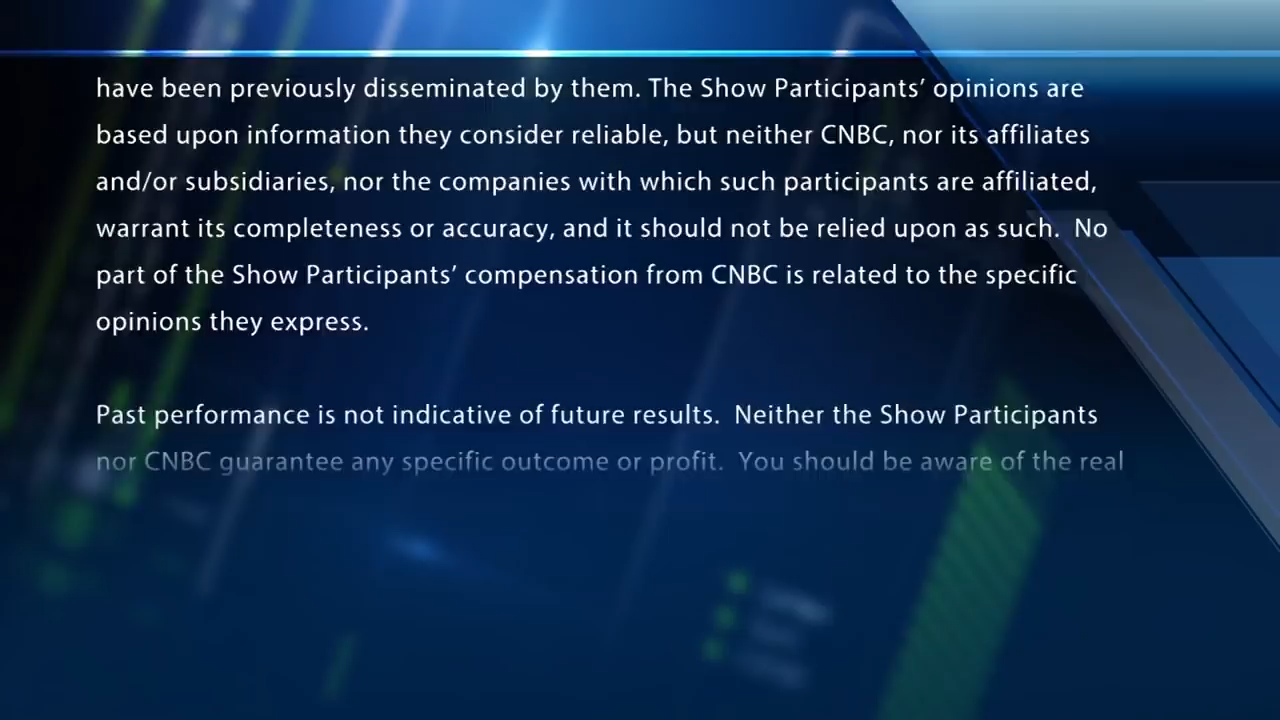 have been previously disseminated by them. The Show Participants’ opinions are
based upon information they consider reliable, but neither CNBC, nor its affiliates
and/or subsidiaries, nor the companies with which such participants are affiliated,
warrant its completeness or accuracy, and it should not be relied upon as such.  No
part of the Show Participants’ compensation from CNBC is related to the specific
opinions they express.
Past performance is not indicative of future results.  Neither the Show Participants
nor CNBC guarantee any specific outcome or profit.  You should be aware of the real